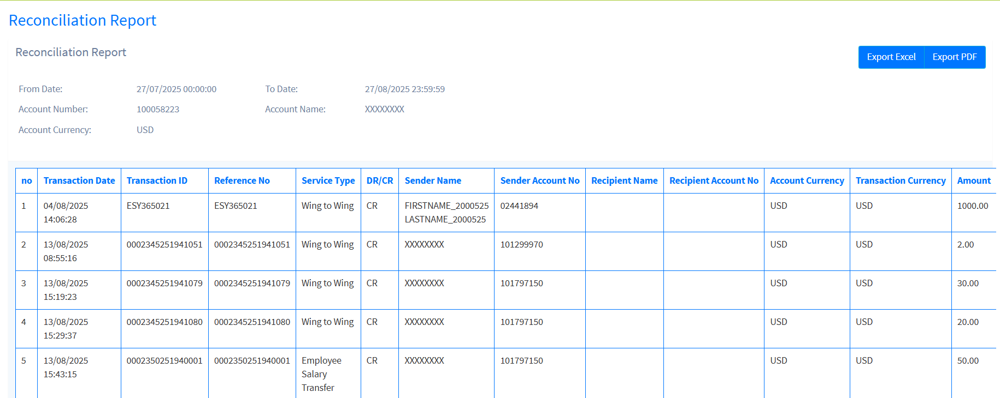 Reconciliation Report
Reconciliation Report
Export Excel Export PDF
From Date: 27/07/2025 00:00:00 To Date: 27/08/2025 23:59:59
Account Number: 100058223 Account Name: XXXXXXXX
Account Currency: USD
no Transaction Date Transaction ID Reference No Service Type DR/CR Sender Name Sender Account No Recipient Name Recipient Account No Account Currency Transaction Currency Amount
1 04/08/2025 ESY365021 ESY365021 Wing to Wing CR FIRSTNAME_2000525 02441894 USD USD 1000.00
14:06:28 LASTNAME_2000525
2 13/08/2025 0002345251941051 0002345251941051 Wing to Wing CR XXXXXXXX 101299970 USD USD 2.00
08:55:16
3 13/08/2025 0002345251941079 0002345251941079 Wing to Wing CR XXXXXXXX 101797150 USD USD 30.00
15:19:23
4 13/08/2025 0002345251941080 0002345251941080 Wing to Wing CR XXXXXXXX 101797150 USD USD 20.00
15:29:37
5 13/08/2025 0002350251940001 0002350251940001 Employee CR XXXXXXXX 101797150 USD USD 50.00
15:43:15 Salary
Transfer